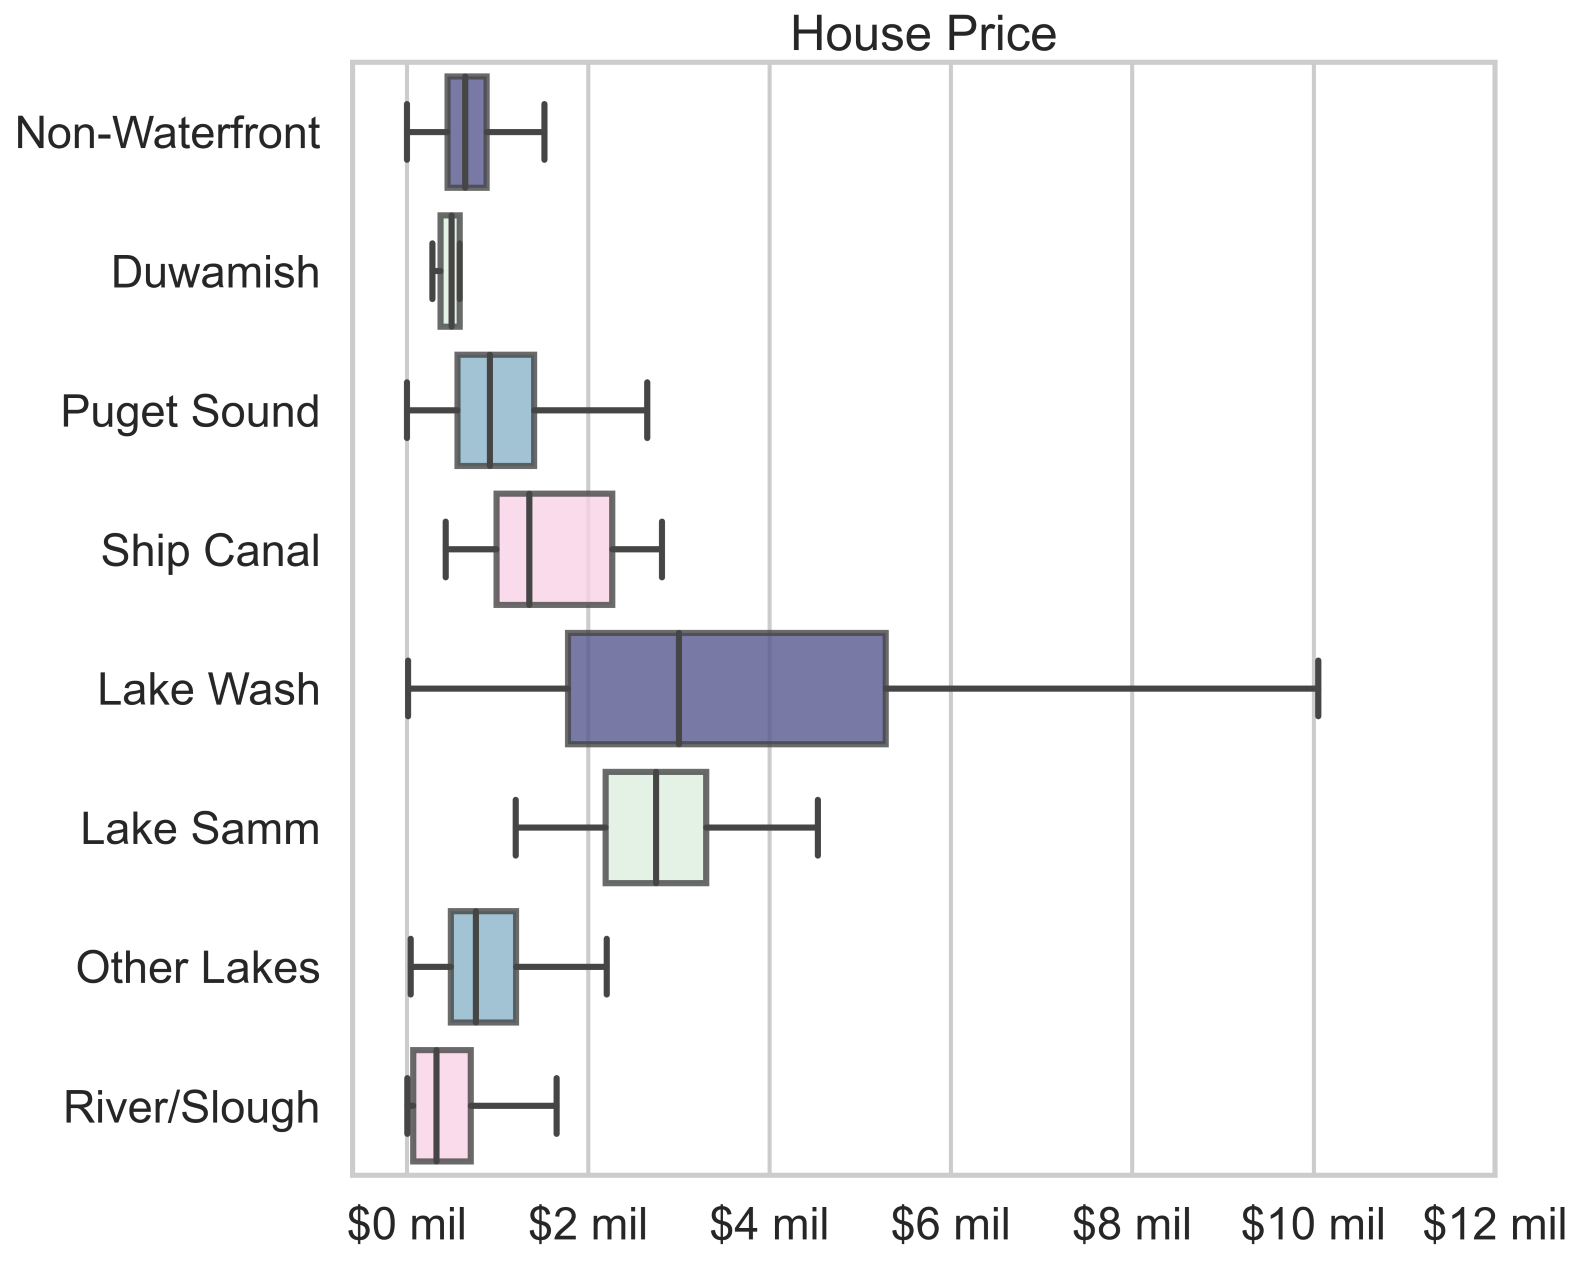 House Price
Non-Waterfront
Duwamish
Puget Sound
Ship Canal
Lake Wash
Lake Samm
Other Lakes
River/Slough
$0 mil $2 mil $4 mil $6 mil $8 mil $10 mil $12 mil